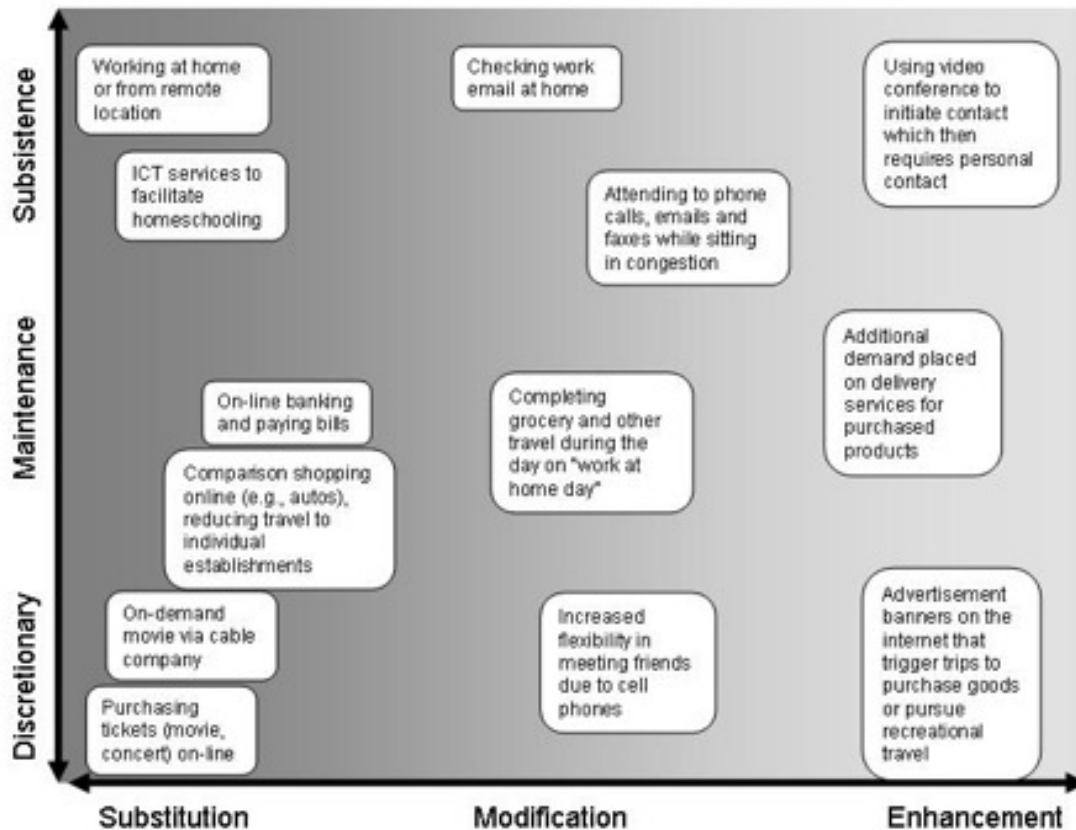 Subsistence
Working at home
or from remote
location
Checking work
email at home
Using video
conference to
initiate contact
which then
requires personal
contact
ICT services to
facilitate
homeschooling
Attending to phone
calls, emails and
faxes while sitting
in congestion
Maintenance
On-line banking
and paying bills
Completing
grocery and other
travel during the
day on "work at
home day"
Additional
demand placed
on delivery
services for
purchased
products
Comparison shopping
online (e.g., autos),
reducing travel to
individual
establishments
Discretionary
On-demand
movie via cable
company
Increased
flexibility in
meeting friends
due to cell
phones
Advertisement
banners on the
internet that
trigger trips to
purchase goods
or pursue
recreational
travel
Purchasing
tickets (movie,
concert) on-line
Substitution
Modification
Enhancement